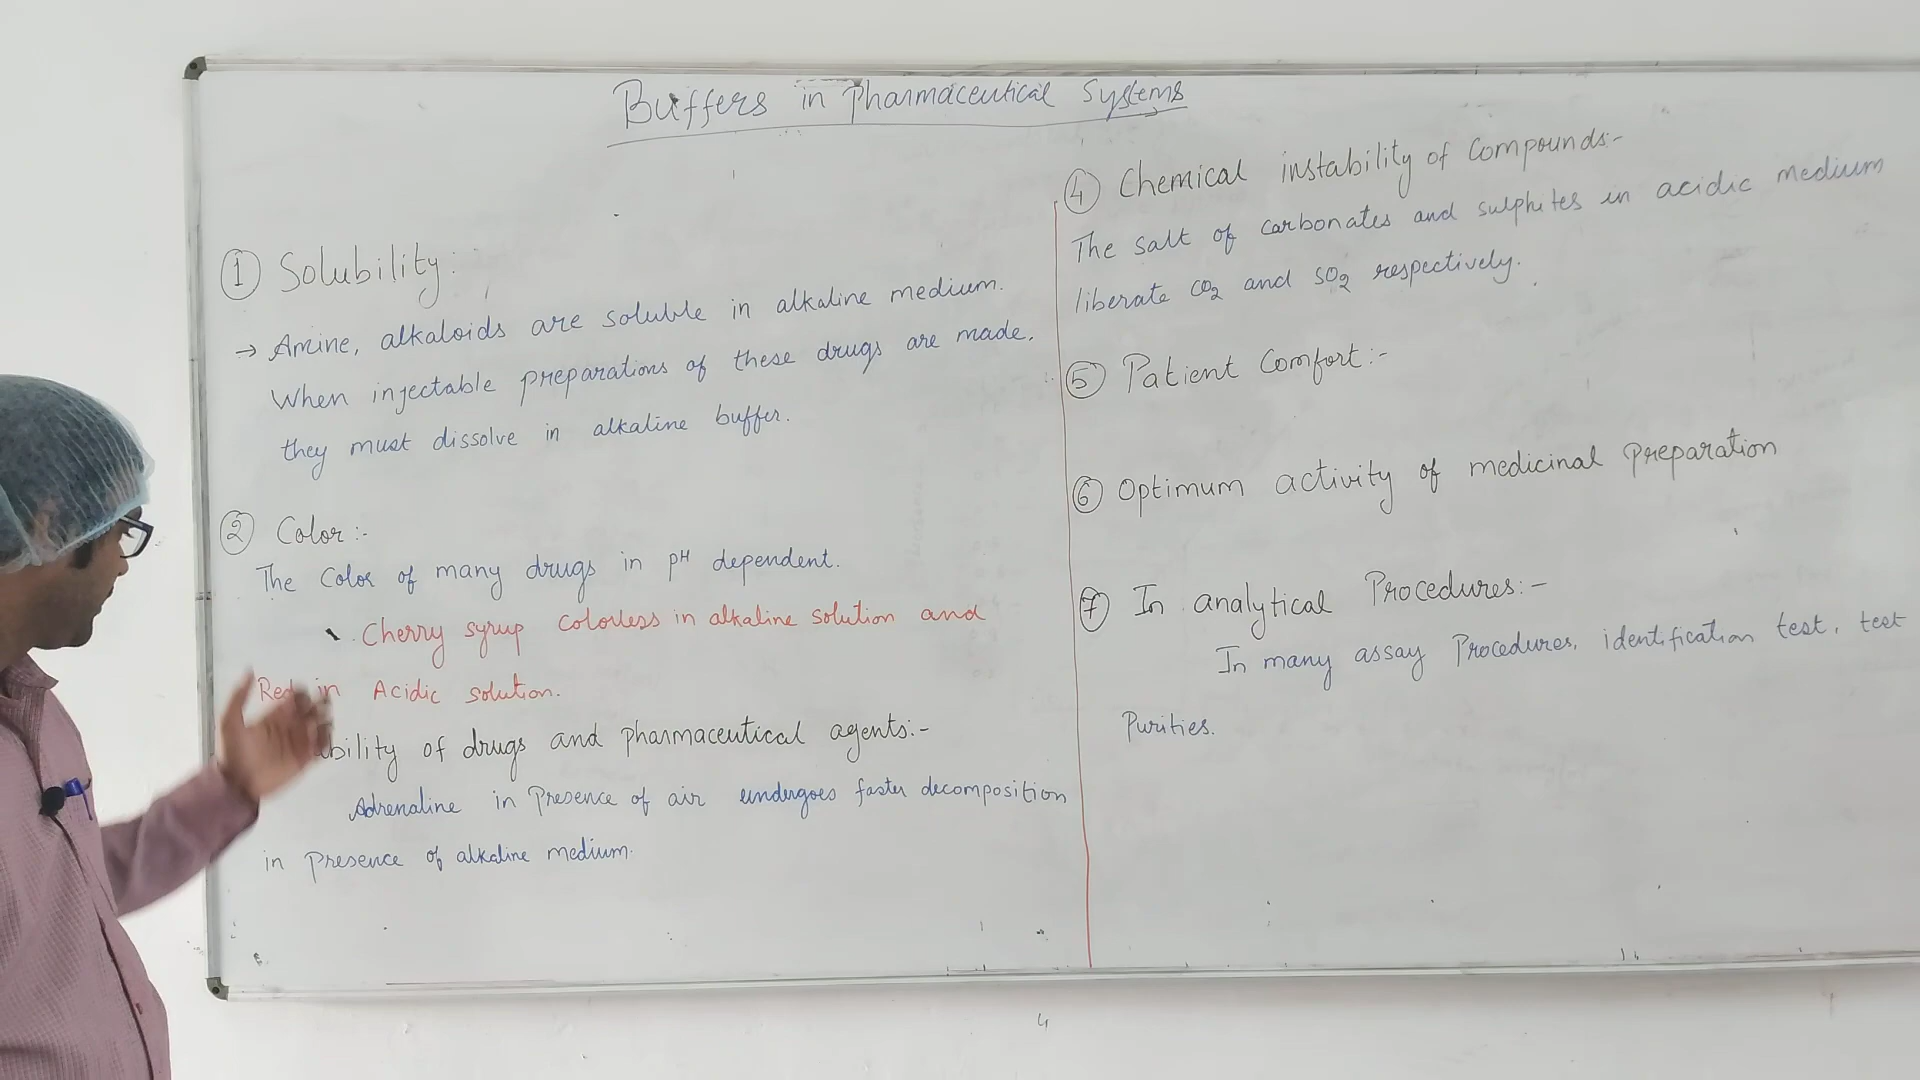 Buffers in Pharmaceutical Systems
① Solubility:
→ Amine, alkaloids are soluble in alkaline medium.
When injectable preparations of these drugs are made,
they must dissolve in alkaline buffer.
② Color:-
The Color of many drugs in pH dependent.
Cherry syrup colorless in alkaline solution and
Red in Acidic solution.
of drugs and pharmaceutical agents:-
Adrenaline in Presence of air undergoes faster decomposition
in Presence of alkaline medium.
④ Chemical instability of Compounds:-
The salt of carbonates and sulphites in acidic medium
liberate CO2 and SO2 respectively.
⑤ Patient Comfort:-
⑥ Optimum activity of medicinal Preparation
⑦ In analytical Procedures:-
In many assay Procedures, identification test, test
Purities.
4